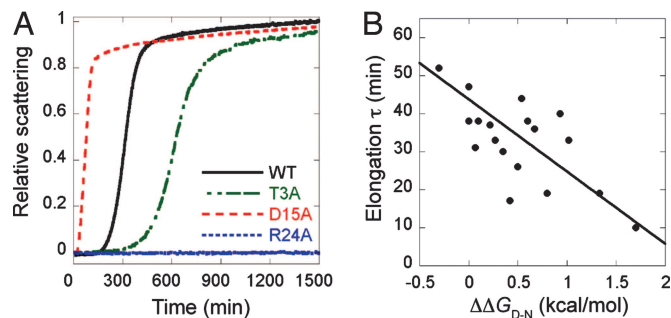 A
Relative scattering
1
0.8
0.6
0.4
0.2
0
WT
T3A
D15A
R24A
0 300 600 900 1200 1500
Time (min)
B
Elongation τ (min)
60
50
40
30
20
10
0
-0.5 0 0.5 1 1.5 2
ΔΔG_D-N (kcal/mol)